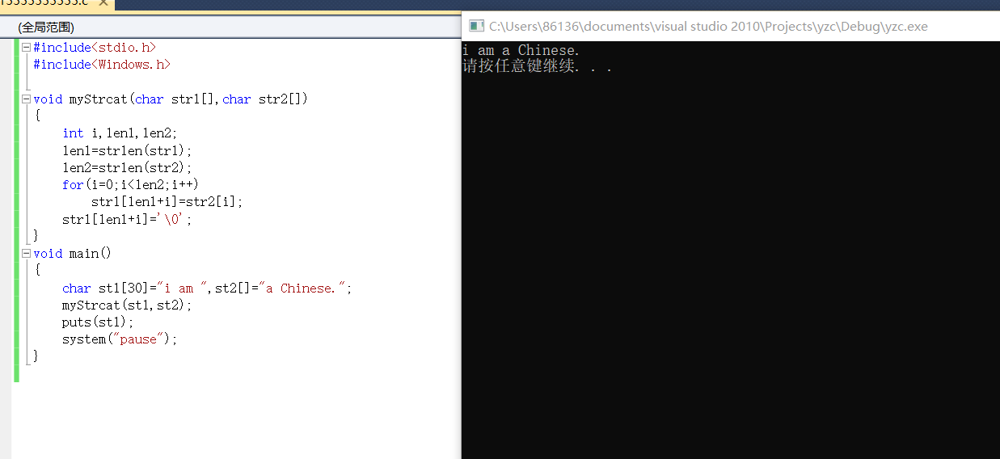 (全局范围)
#include<stdio.h>
#include<Windows.h>
void myStrcat(char str1[],char str2[])
{
int i,len1,len2;
len1=strlen(str1);
len2=strlen(str2);
for(i=0;i<len2;i++)
str1[len1+i]=str2[i];
str1[len1+i]='\0';
}
void main()
{
char st1[30]="i am ",st2[]="a Chinese.";
myStrcat(st1,st2);
puts(st1);
system("pause");
}
C:\Users\86136\documents\visual studio 2010\Projects\yzc\Debug\yzc.exe
i am a Chinese.
请按任意键继续. . .